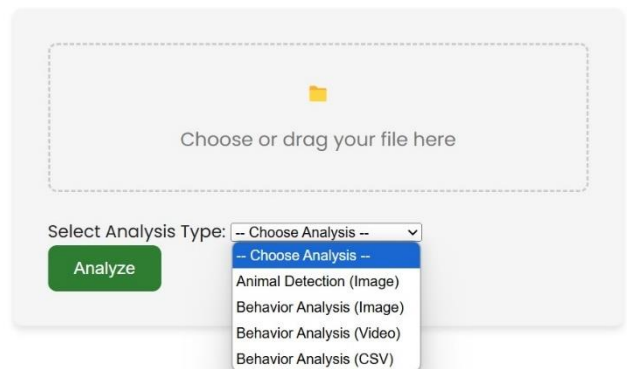 Choose or drag your file here
Select Analysis Type: -- Choose Analysis --
-- Choose Analysis --
Analyze
Animal Detection (Image)
Behavior Analysis (Image)
Behavior Analysis (Video)
Behavior Analysis (CSV)